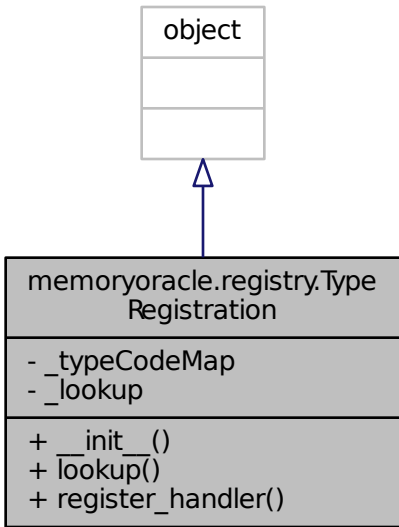 object
memoryoracle.registry.Type
Registration
- _typeCodeMap
- _lookup
+ __init__()
+ lookup()
+ register_handler()